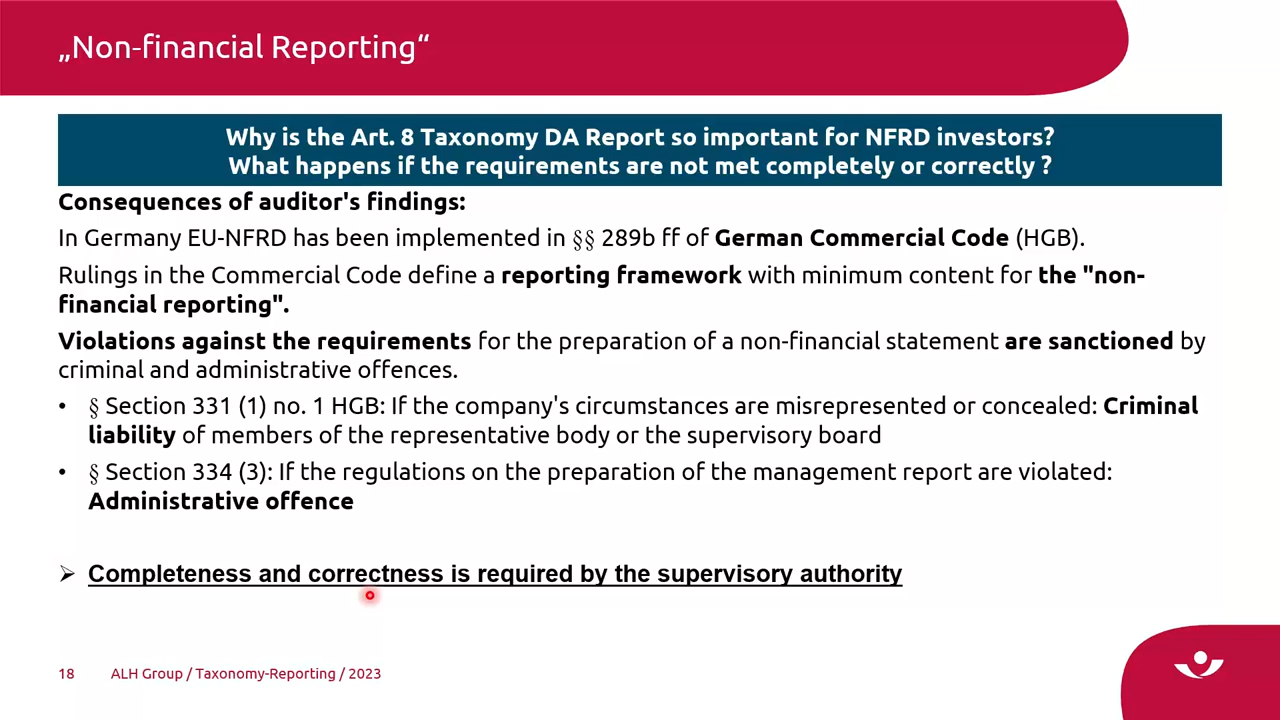 „Non-financial Reporting“
Why is the Art. 8 Taxonomy DA Report so important for NFRD investors?
What happens if the requirements are not met completely or correctly ?
Consequences of auditor's findings:
In Germany EU-NFRD has been implemented in §§ 289b ff of German Commercial Code (HGB).
Rulings in the Commercial Code define a reporting framework with minimum content for the "non-
financial reporting".
Violations against the requirements for the preparation of a non-financial statement are sanctioned by
criminal and administrative offences.
• § Section 331 (1) no. 1 HGB: If the company's circumstances are misrepresented or concealed: Criminal
liability of members of the representative body or the supervisory board
• § Section 334 (3): If the regulations on the preparation of the management report are violated:
Administrative offence
➢ Completeness and correctness is required by the supervisory authority
18 ALH Group / Taxonomy-Reporting / 2023